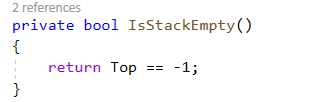 2 references
private bool IsStackEmpty()
{
    return Top == -1;
}